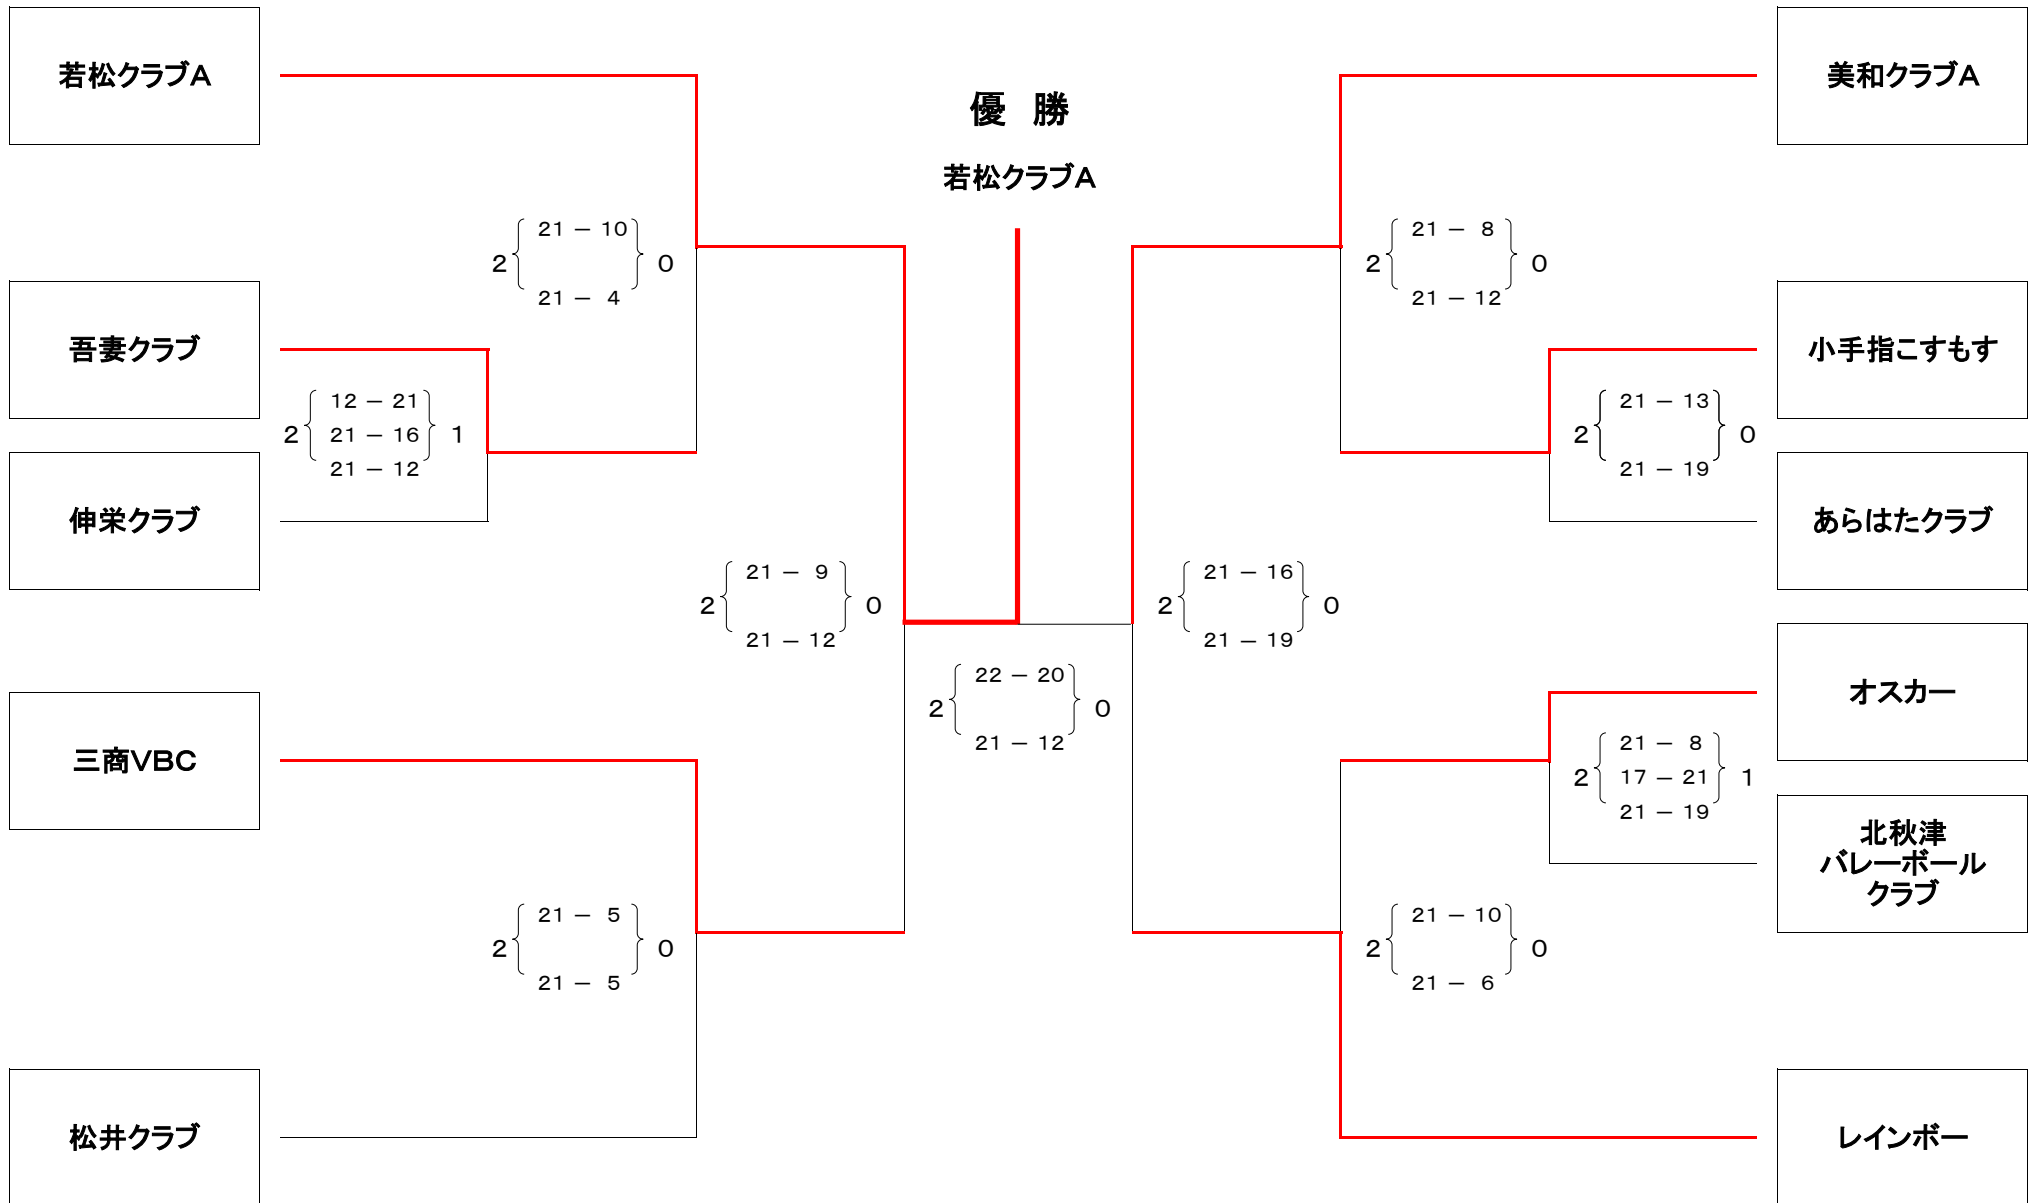 若松クラブA
美和クラブA
優 勝
若松クラブA
21 － 10
2 0
21 － 4
21 － 8
2 0
21 － 12
吾妻クラブ
小手指こすもす
12 － 21
2 21 － 16 1
21 － 12
21 － 13
2 0
21 － 19
伸栄クラブ
あらはたクラブ
21 － 9
2 0
21 － 12
21 － 16
2 0
21 － 19
22 － 20
2 0
21 － 12
三商VBC
オスカー
21 － 8
2 17 － 21 1
21 － 19
北秋津
バレーボール
クラブ
21 － 5
2 0
21 － 5
21 － 10
2 0
21 － 6
松井クラブ
レインボー